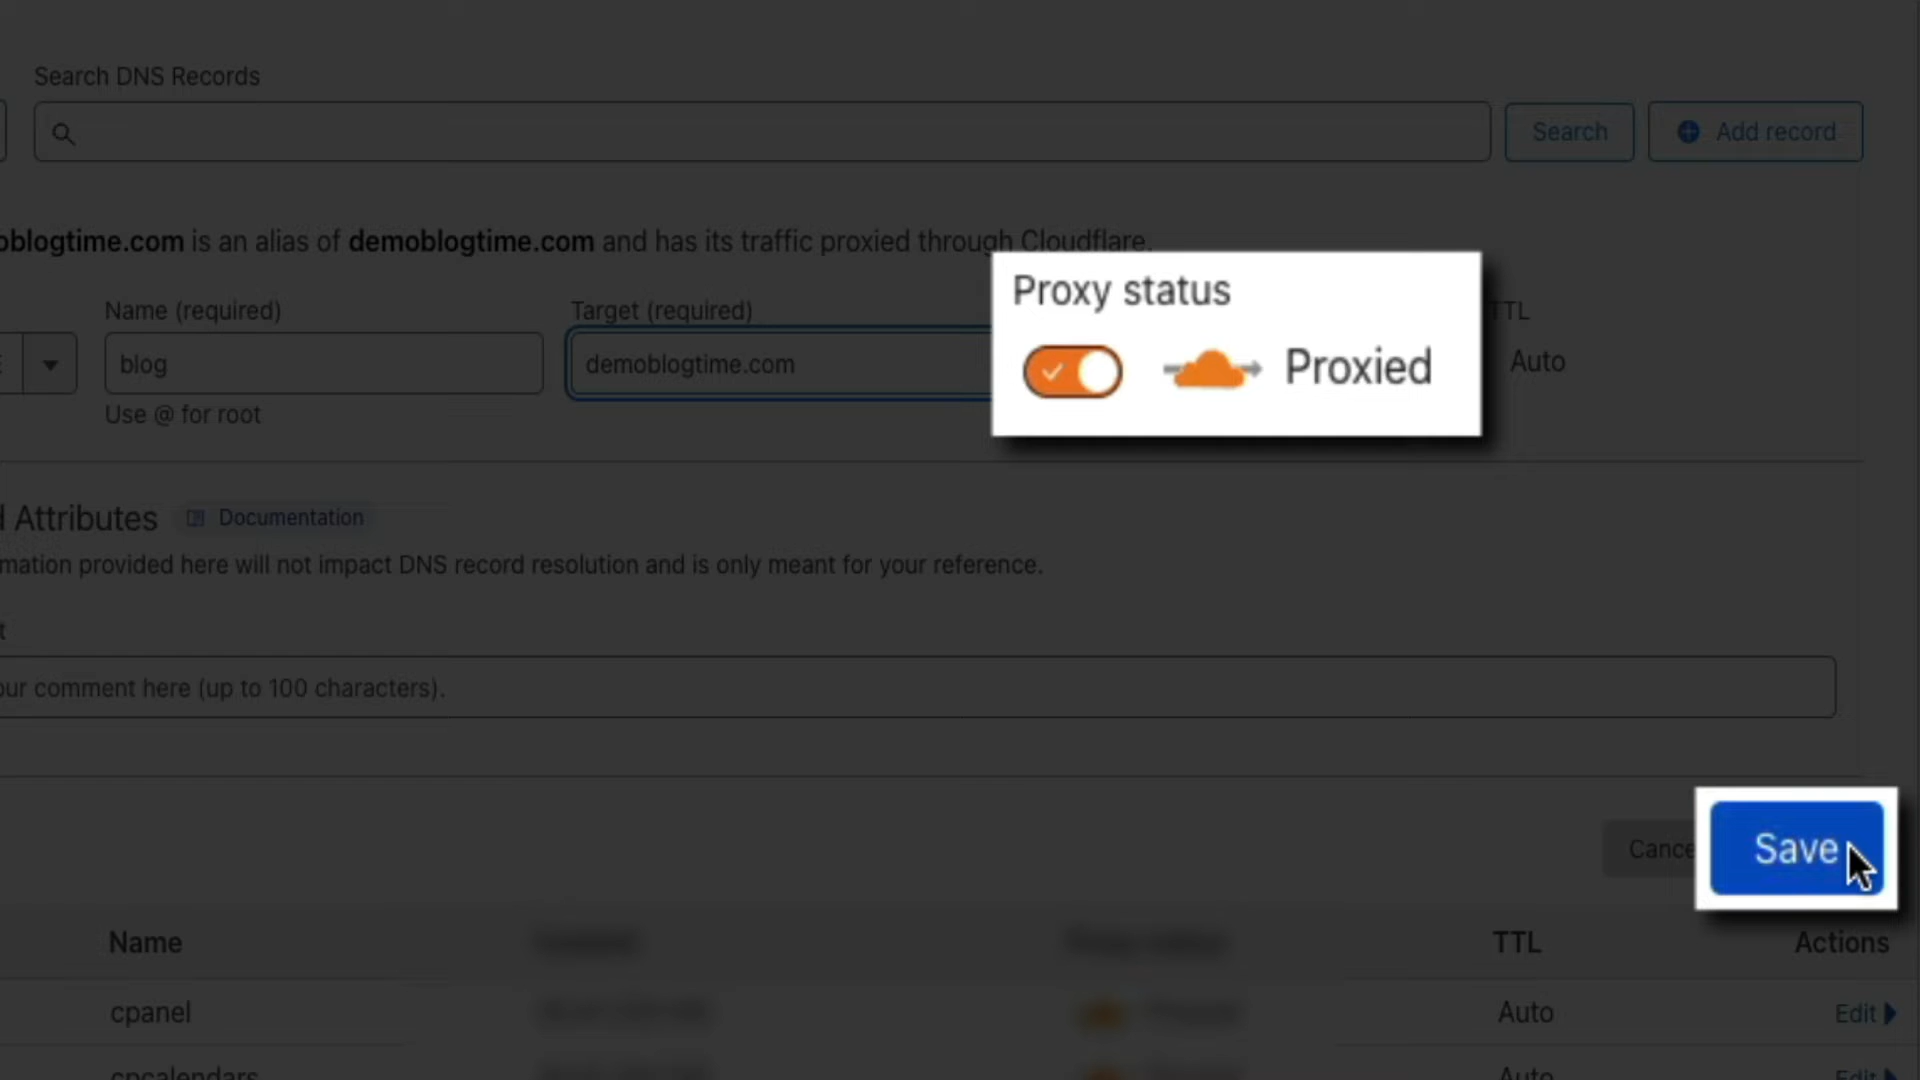 Search DNS Records
Search
Add record
oblogtime.com is an alias of demoblogtime.com and has its traffic proxied through Cloudflare.
Name (required)
Target (required)
Proxy status
TTL
blog
demoblogtime.com
Proxied
Auto
Use @ for root
Attributes
Documentation
mation provided here will not impact DNS record resolution and is only meant for your reference.
t
our comment here (up to 100 characters).
Cance
Save
Name
TTL
Actions
cpanel
Auto
Edit
cpcalendars
Auto
Edit